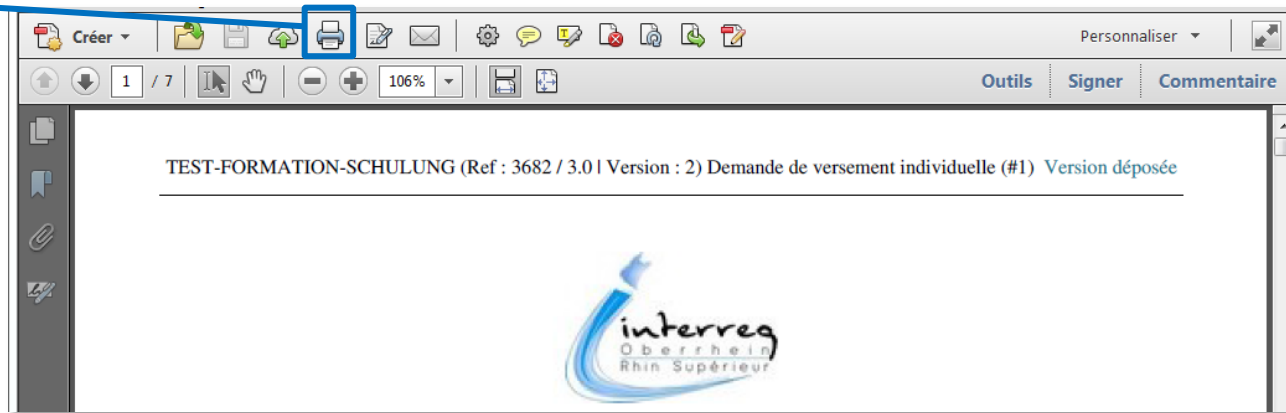 Créer Personnaliser
1 / 7 106% Outils Signer Commentaire
TEST-FORMATION-SCHULUNG (Ref : 3682 / 3.0 | Version : 2) Demande de versement individuelle (#1) Version déposée
interreg
Oberrhein
Rhin Supérieur